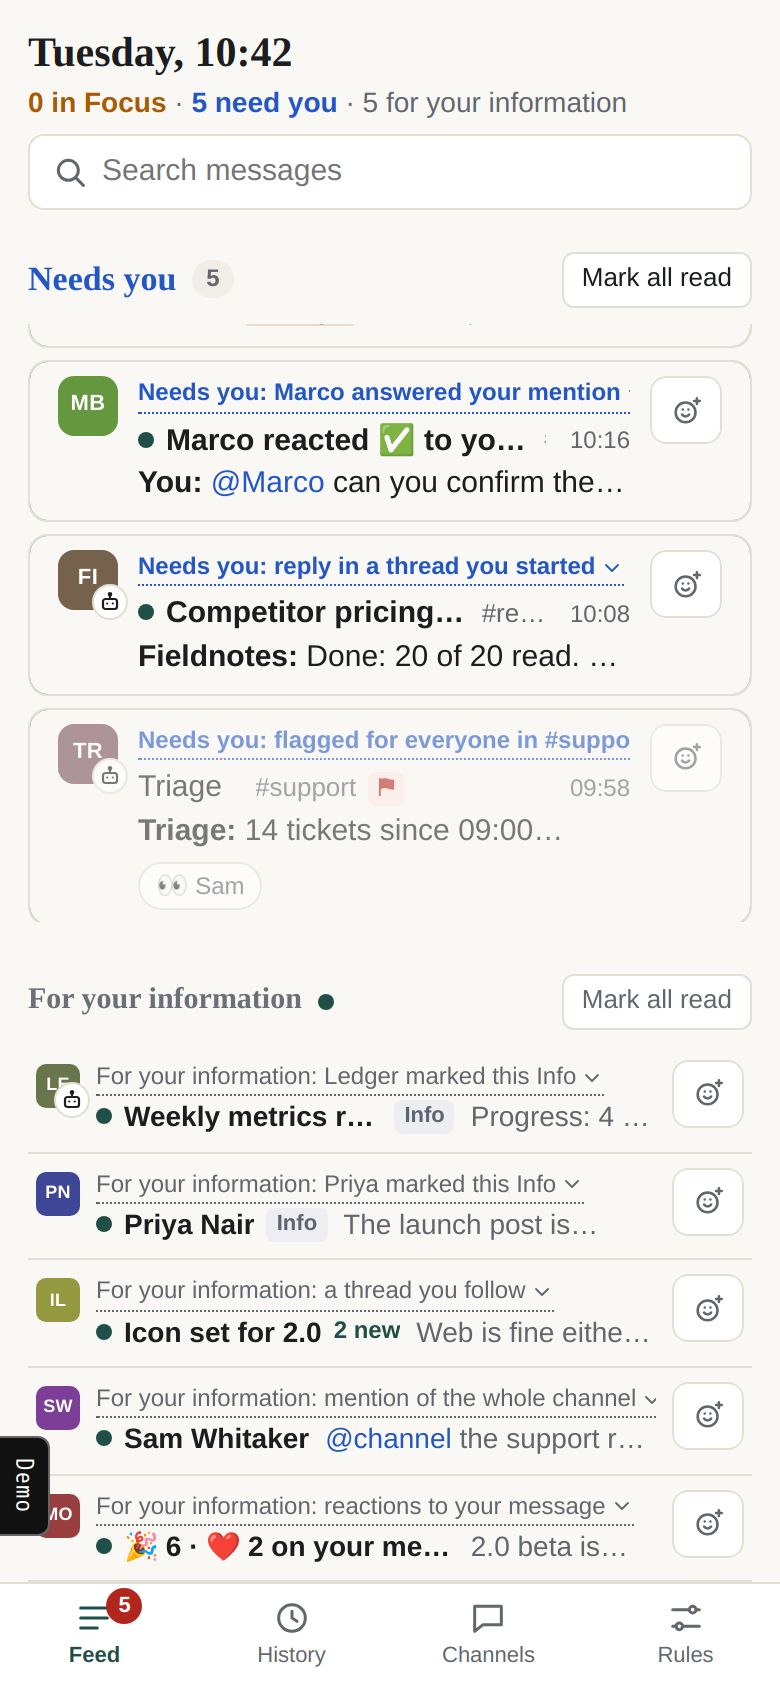 Tuesday, 10:42
0 in Focus · 5 need you · 5 for your information
Search messages
Needs you 5 Mark all read
MB
Needs you: Marco answered your mention
Marco reacted ✅ to yo… 10:16
You: @Marco can you confirm the…
FI
Needs you: reply in a thread you started
Competitor pricing… #re… 10:08
Fieldnotes: Done: 20 of 20 read. …
TR
Needs you: flagged for everyone in #suppo
Triage #support 09:58
Triage: 14 tickets since 09:00…
👀 Sam
For your information Mark all read
For your information: Ledger marked this Info
Weekly metrics r… Info Progress: 4 …
PN
For your information: Priya marked this Info
Priya Nair Info The launch post is…
IL
For your information: a thread you follow
Icon set for 2.0 2 new Web is fine eithe…
SW
For your information: mention of the whole channel
Sam Whitaker @channel the support r…
Demo
MO
For your information: reactions to your message
🎉 6 · ❤️ 2 on your me… 2.0 beta is…
5
Feed History Channels Rules